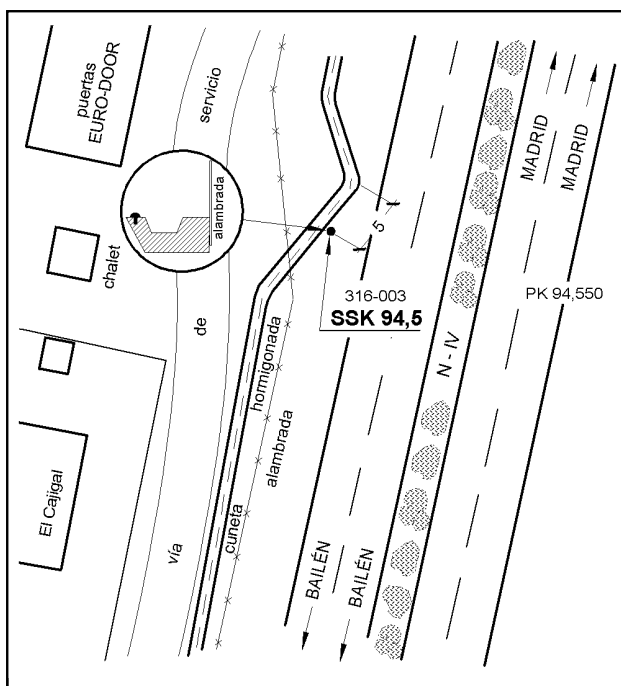 puertas
EURO-DOOR
servicio
alambrada
chalet
5
316-003
SSK 94,5
MADRID
MADRID
PK 94,550
N - IV
de
hormigonada
alambrada
El Cajigal
vía
cuneta
BAILÉN
BAILÉN